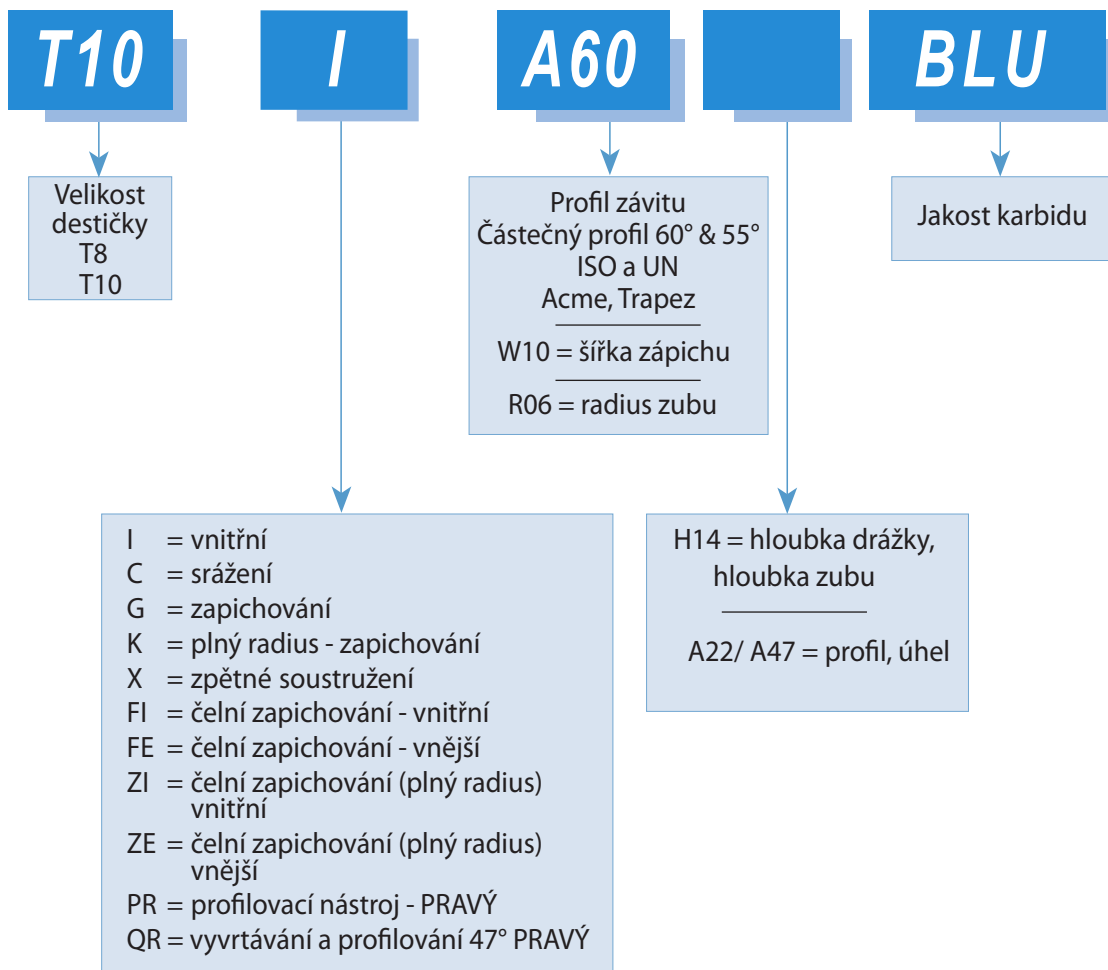 T10 I A60 BLU
Velikost
destičky
T8
T10
Profil závitu
Částečný profil 60° & 55°
ISO a UN
Acme, Trapez
W10 = šířka zápichu
R06 = radius zubu
Jakost karbidu
I = vnitřní
C = srážení
G = zapichování
K = plný radius - zapichování
X = zpětné soustružení
FI = čelní zapichování - vnitřní
FE = čelní zapichování - vnější
ZI = čelní zapichování (plný radius)
vnitřní
ZE = čelní zapichování (plný radius)
vnější
PR = profilovací nástroj - PRAVÝ
QR = vyvrtávání a profilování 47° PRAVÝ
H14 = hloubka drážky,
hloubka zubu
A22/ A47 = profil, úhel